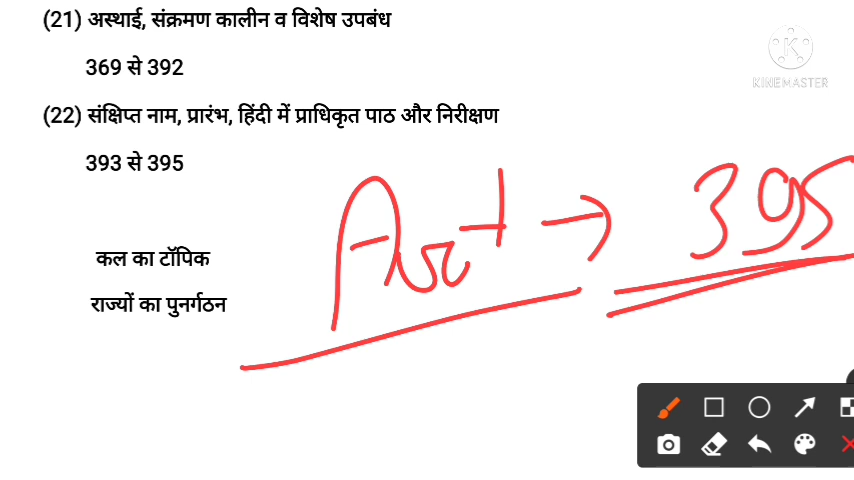 (21) अस्थाई, संक्रमण कालीन व विशेष उपबंध
369 से 392
(22) संक्षिप्त नाम, प्रारंभ, हिंदी में प्राधिकृत पाठ और निरीक्षण
393 से 395
Art → 395
कल का टॉपिक
राज्यों का पुनर्गठन
KINEMASTER